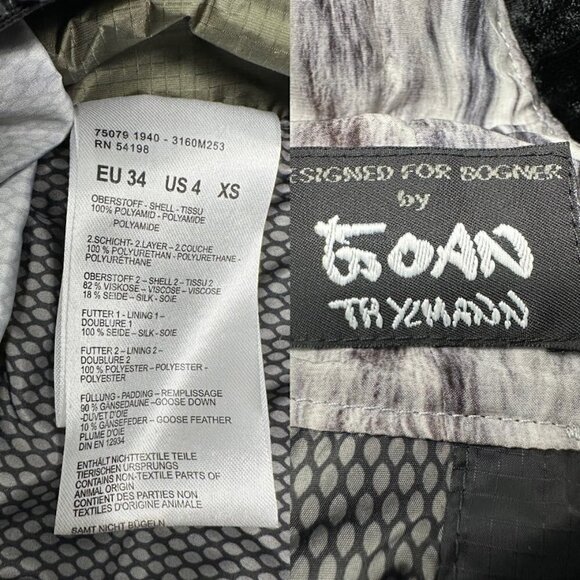 75079 1940 - 3160M253
RN 54198
EU 34 US 4 XS
OBERSTOFF - SHELL - TISSU
100% POLYAMID - POLYAMIDE
POLYAMIDE
2.SCHICHT- 2.LAYER – 2.COUCHE
100 % POLYURETHAN - POLYURETHANE-
POLYURÉTHANE
OBERSTOFF 2 – SHELL 2 – TISSU 2
82 % VISKOSE – VISCOSE – VISCOSE
18 % SEIDE – SILK - SOIE
FUTTER 1 - LINING 1 -
DOUBLURE 1
100 % SEIDE – SILK - SOIE
FUTTER 2 – LINING 2 –
DOUBLURE 2
100 % POLYESTER – POLYESTER -
POLYESTER
FÜLLUNG - PADDING – REMPLISSAGE
90 % GÄNSEDAUNE - GOOSE DOWN
-DUVET D'OIE
10 % GÄNSEFEDER – GOOSE FEATHER
PLUME D'OIE
DIN EN 12934
ENTHÄLT NICHTTEXTILE TEILE
TIERISCHEN URSPRUNGS
CONTAINS NON-TEXTILE PARTS OF
ANIMAL ORIGIN
CONTIENT DES PARTIES NON
TEXTILES D'ORIGINE ANIMALE
SAMT NICHT BÜGELN
ESIGNED FOR BOGNER
by
GOAN
TRYLMANN